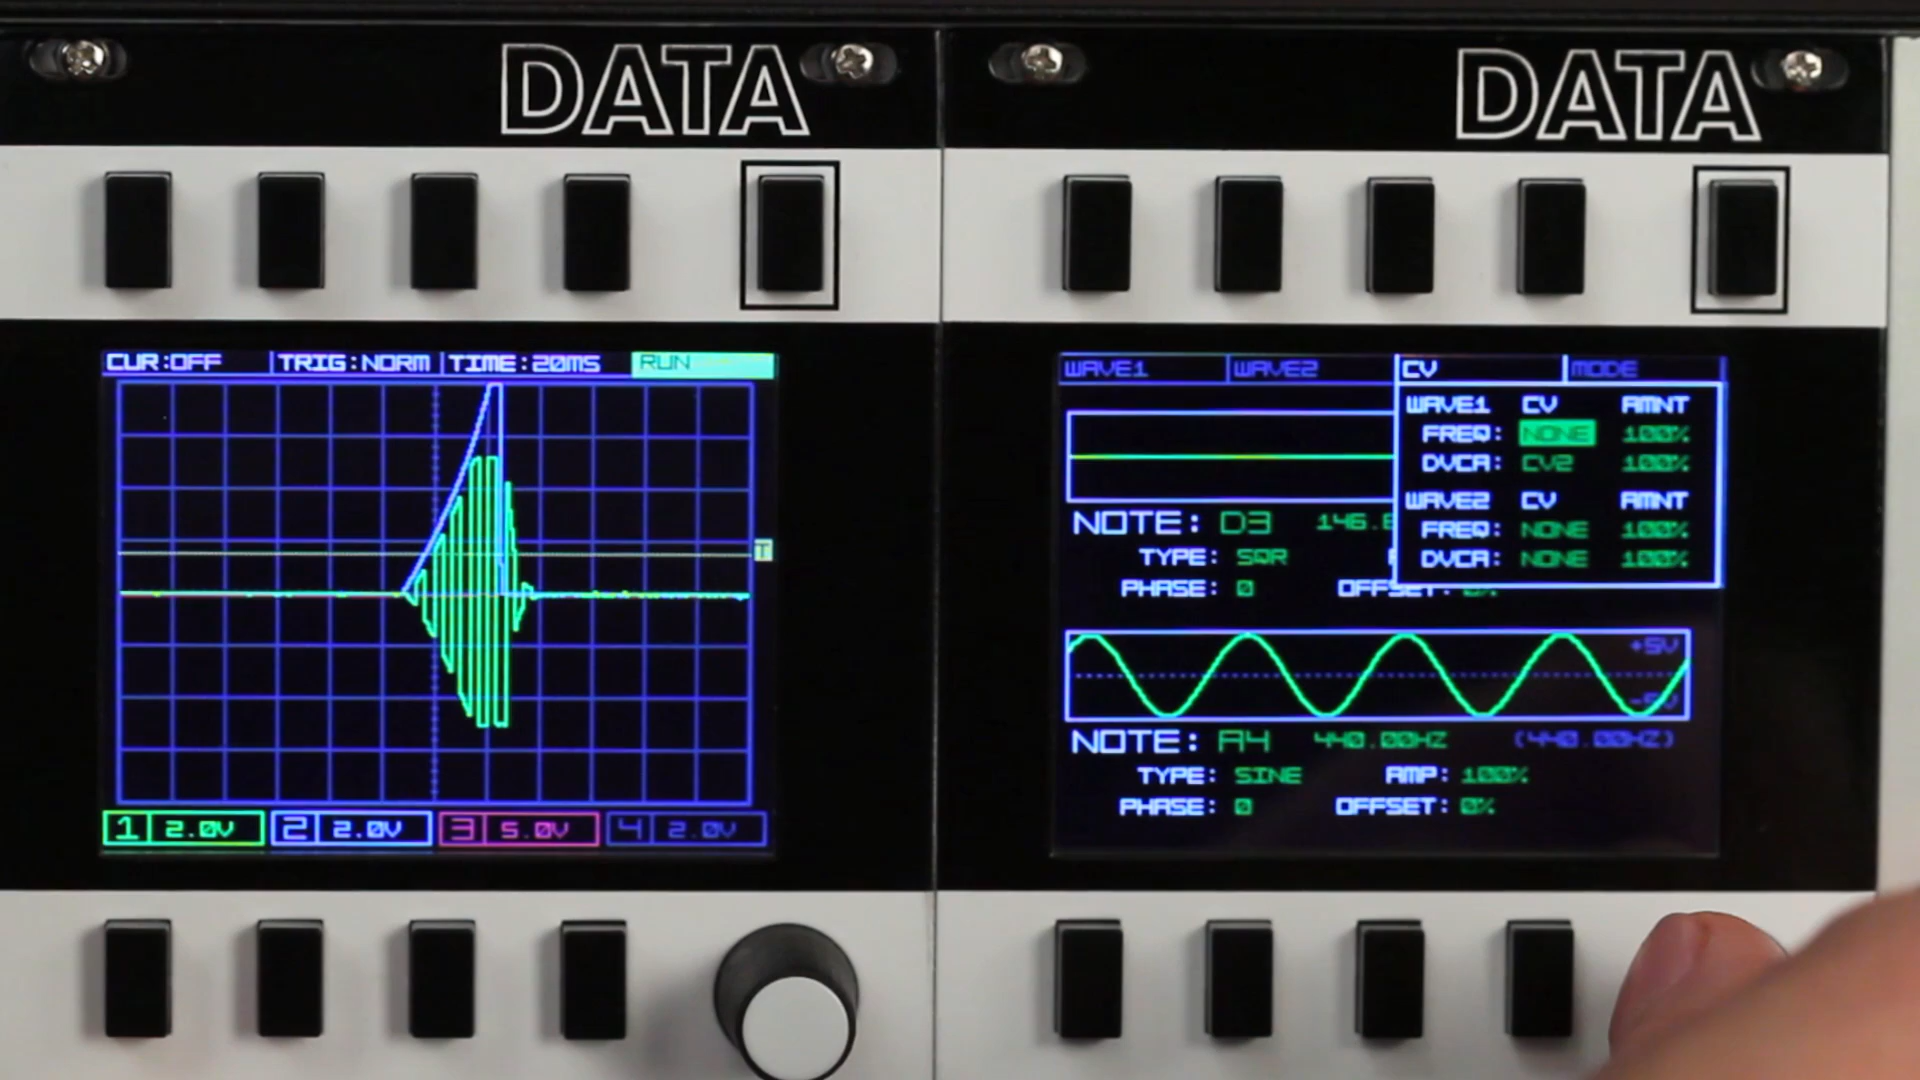 DATA
CUR:OFF TRIG:NORM TIME:20MS RUN
T
1 2.0V 2 2.0V 3 5.0V 4 2.0V
DATA
WAVE1 WAVE2 CV MODE
WAVE1 CV AMNT
FREQ: NONE 100%
DVCA: CV2 100%
WAVE2 CV AMNT
FREQ: NONE 100%
DVCA: NONE 100%
NOTE: D3
TYPE: SQR
PHASE: 0 OFFSET: 0%
+5V
-5V
NOTE: A4 440.00HZ (440.00HZ)
TYPE: SINE AMP: 100%
PHASE: 0 OFFSET: 0%